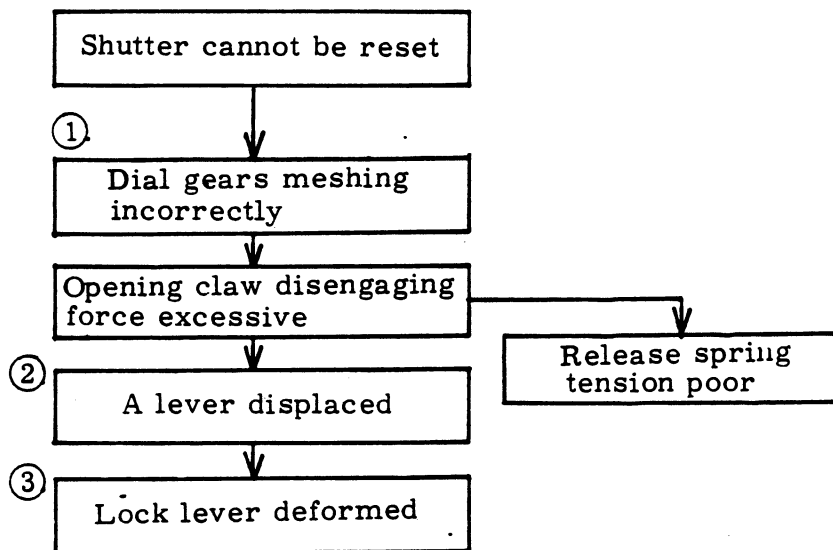 Shutter cannot be reset
①
Dial gears meshing
incorrectly
Opening claw disengaging
force excessive
Release spring
tension poor
②
A lever displaced
③
Lock lever deformed